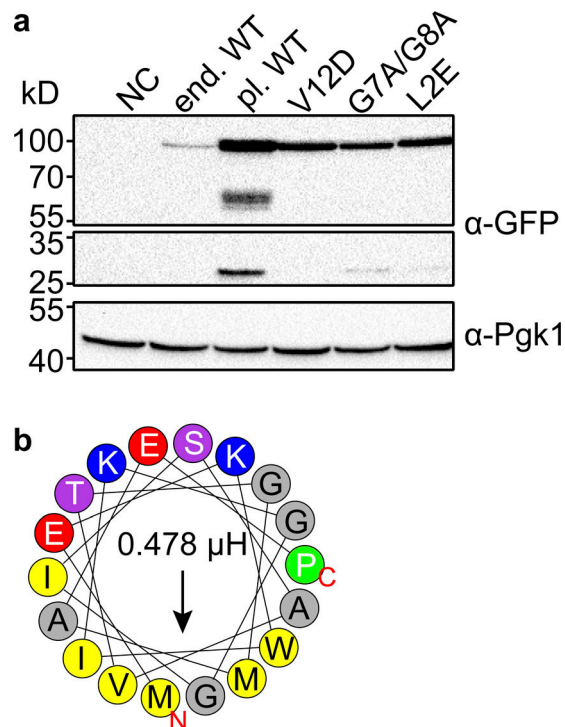 a
kD
NC
end. WT
pl. WT
V12D
G7A/G8A
L2E
100
70
55
α-GFP
35
25
55
α-Pgk1
40
b
E
S
K
K
T
G
G
E
P
C
I
A
A
W
I
M
V
G
M
N
0.478 μH